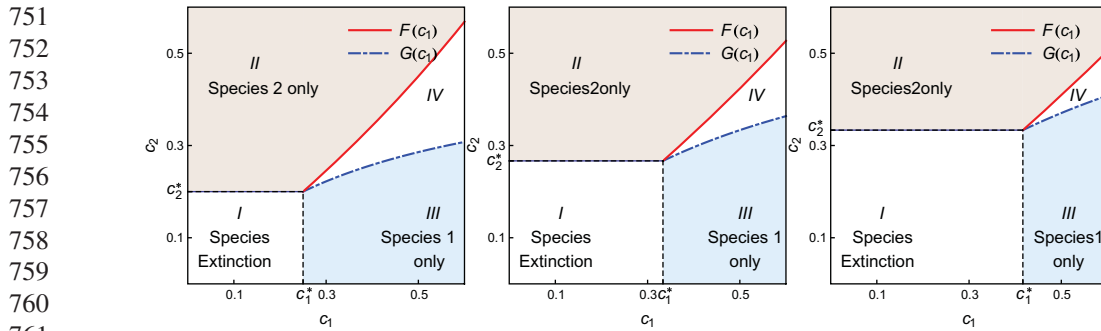 751
752
753
754
755
756
757
758
759
760
761
F(c₁)
G(c₁)
II
Species 2 only
IV
I
Species
Extinction
III
Species 1
only
0.5
0.3
0.1
c₂
c₂*
0.1
c₁*
0.3
0.5
c₁
F(c₁)
G(c₁)
II
Species2only
IV
I
Species
Extinction
III
Species 1
only
0.5
0.3
0.1
c₂
c₂*
0.1
0.3
c₁*
0.5
c₁
F(c₁)
G(c₁)
II
Species2only
IV
I
Species
Extinction
III
Species1
only
0.5
0.3
0.1
c₂
c₂*
0.1
0.3
c₁*
0.5
c₁